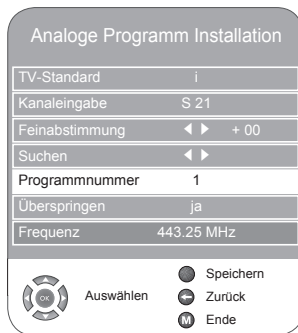 Analoge Programm Installation
TV-Standard i
Kanaleingabe S 21
Feinabstimmung ◀ ▶ + 00
Suchen ◀ ▶
Programmnummer 1
Überspringen ja
Frequenz 443.25 MHz
OK Auswählen
Speichern
Zurück
M Ende